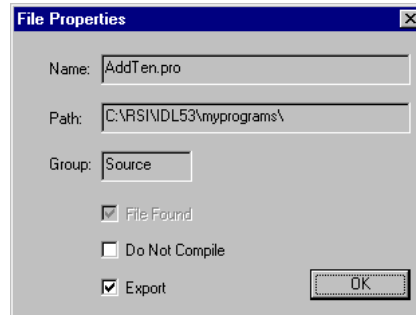 File Properties
Name: AddTen.pro
Path: C:\RSI\IDL53\myprograms\
Group: Source
File Found
Do Not Compile
Export
OK